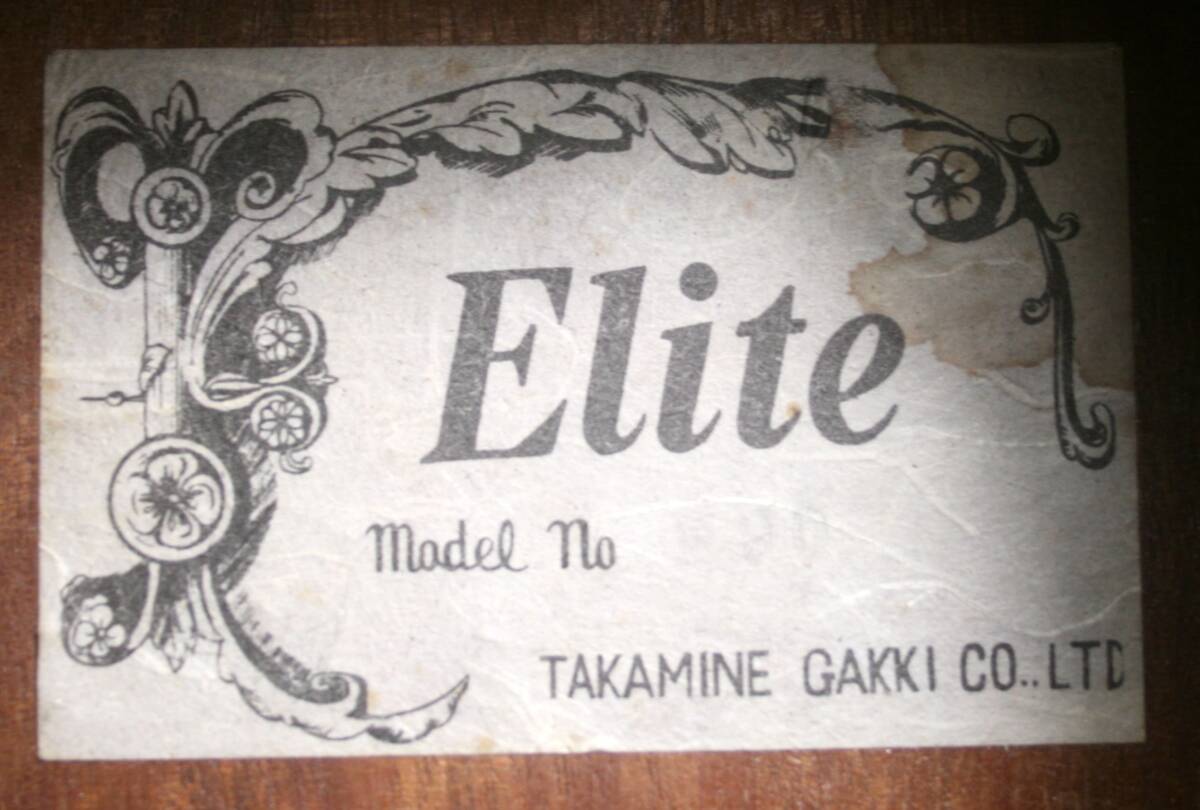 Elite
Model No
TAKAMINE GAKKI CO..LTD